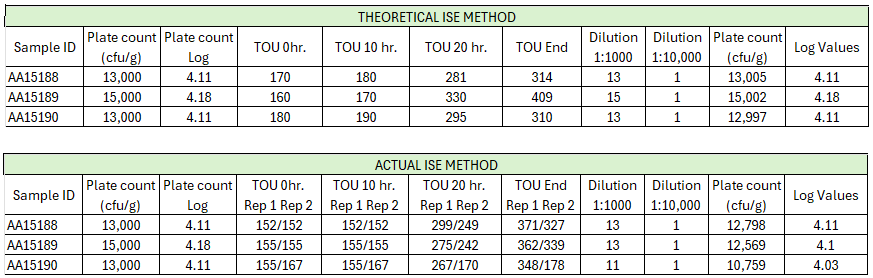 THEORETICAL ISE METHOD
Sample ID Plate count (cfu/g) Plate count Log TOU 0hr. TOU 10 hr. TOU 20 hr. TOU End Dilution 1:1000 Dilution 1:10,000 Plate count (cfu/g) Log Values
AA15188 13,000 4.11 170 180 281 314 13 1 13,005 4.11
AA15189 15,000 4.18 160 170 330 409 15 1 15,002 4.18
AA15190 13,000 4.11 180 190 295 310 13 1 12,997 4.11
ACTUAL ISE METHOD
Sample ID Plate count (cfu/g) Plate count Log TOU 0hr. Rep 1 Rep 2 TOU 10 hr. Rep 1 Rep 2 TOU 20 hr. Rep 1 Rep 2 TOU End Rep 1 Rep 2 Dilution 1:1000 Dilution 1:10,000 Plate count (cfu/g) Log Values
AA15188 13,000 4.11 152/152 152/152 299/249 371/327 13 1 12,798 4.11
AA15189 15,000 4.18 155/155 155/155 275/242 362/339 13 1 12,569 4.1
AA15190 13,000 4.11 155/167 155/167 267/170 348/178 11 1 10,759 4.03